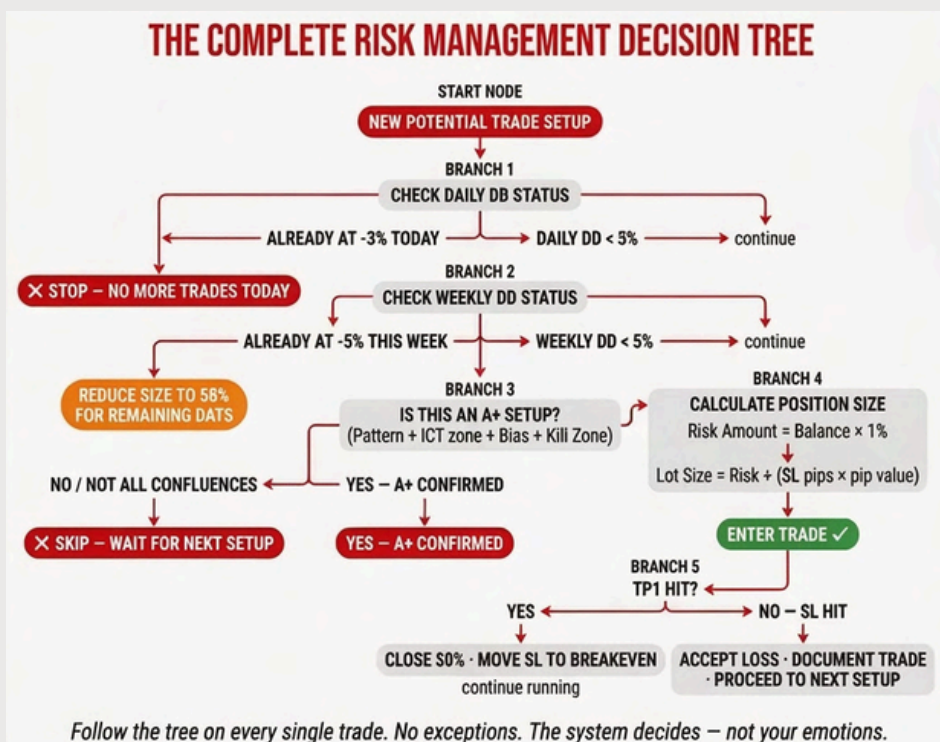 THE COMPLETE RISK MANAGEMENT DECISION TREE
START NODE
NEW POTENTIAL TRADE SETUP
BRANCH 1
CHECK DAILY DB STATUS
ALREADY AT -3% TODAY
DAILY DD < 5%
continue
✕ STOP – NO MORE TRADES TODAY
BRANCH 2
CHECK WEEKLY DD STATUS
ALREADY AT -5% THIS WEEK
WEEKLY DD < 5%
continue
REDUCE SIZE TO 58%
FOR REMAINING DATS
BRANCH 3
IS THIS AN A+ SETUP?
(Pattern + ICT zone + Bias + Kill Zone)
BRANCH 4
CALCULATE POSITION SIZE
Risk Amount = Balance × 1%
Lot Size = Risk ÷ (SL pips × pip value)
NO / NOT ALL CONFLUENCES
YES – A+ CONFIRMED
✕ SKIP – WAIT FOR NEKT SETUP
YES – A+ CONFIRMED
ENTER TRADE ✓
BRANCH 5
TP1 HIT?
YES
NO – SL HIT
CLOSE S0% · MOVE SL TO BREAKEVEN
continue running
ACCEPT LOSS · DOCUMENT TRADE
· PROCEED TO NEXT SETUP
Follow the tree on every single trade. No exceptions. The system decides – not your emotions.